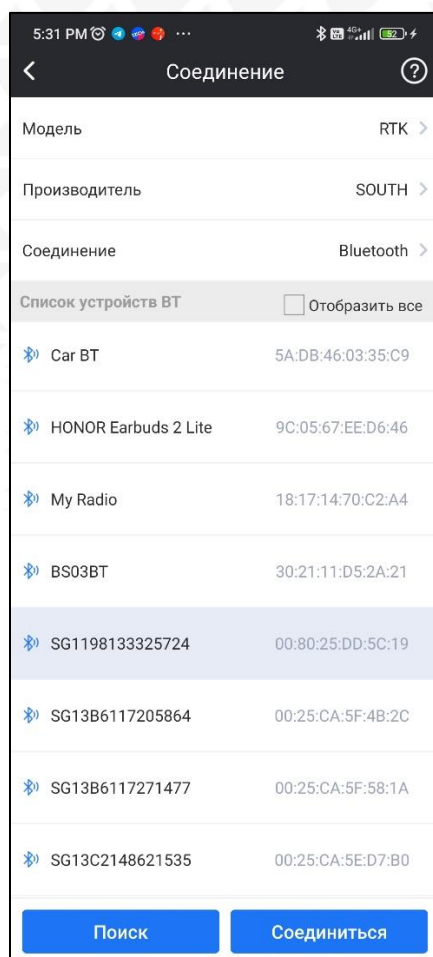 5:31 PM 4G+ 52
Соединение ?
Модель RTK
Производитель SOUTH
Соединение Bluetooth
Список устройств BT Отобразить все
Car BT 5A:DB:46:03:35:C9
HONOR Earbuds 2 Lite 9C:05:67:EE:D6:46
My Radio 18:17:14:70:C2:A4
BS03BT 30:21:11:D5:2A:21
SG1198133325724 00:80:25:DD:5C:19
SG13B6117205864 00:25:CA:5F:4B:2C
SG13B6117271477 00:25:CA:5F:58:1A
SG13C2148621535 00:25:CA:5E:D7:B0
Поиск Соединиться